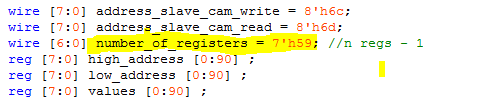 wire [7:0] address_slave_cam_write = 8'h6c;
wire [7:0] address_slave_cam_read = 8'h6d;
wire [6:0] number_of_registers = 7'h59; //n regs - 1
reg [7:0] high_address [0:90] ;
reg [7:0] low_address [0:90] ;
reg [7:0] values [0:90] ;